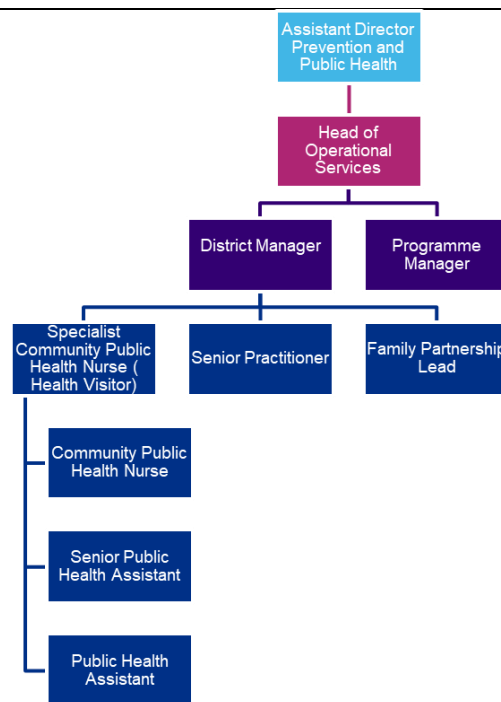 Assistant Director
Prevention and
Public Health
Head of
Operational
Services
District Manager
Programme
Manager
Specialist
Community Public
Health Nurse (
Health Visitor)
Senior Practitioner
Family Partnership
Lead
Community Public
Health Nurse
Senior Public
Health Assistant
Public Health
Assistant